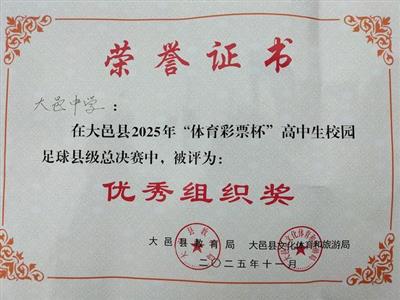 荣誉证书
大邑中学：
在大邑县2025年“体育彩票杯”高中生校园
足球县级总决赛中，被评为：
优秀组织奖
大邑县教育局 大邑县文化体育和旅游局
二〇二五年十一月